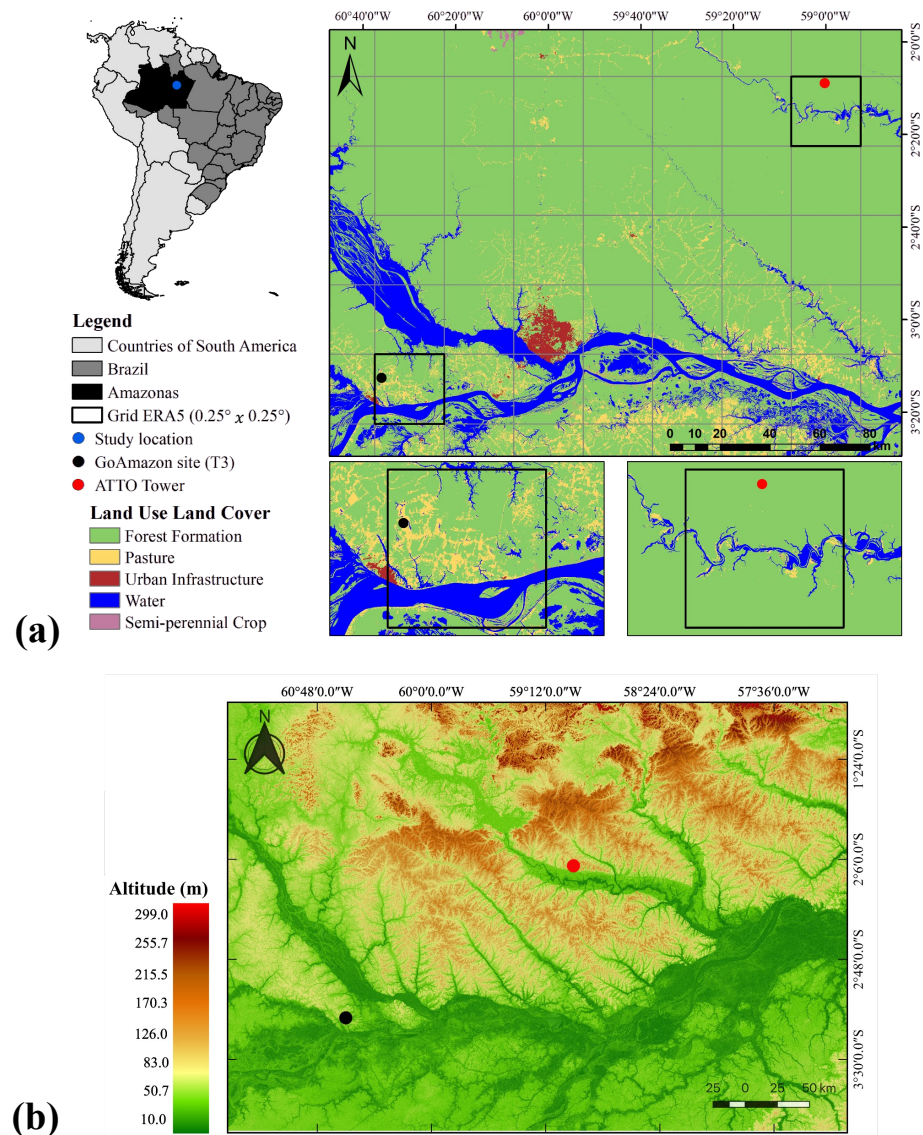 60°40'0"W 60°20'0"W 60°0'0"W 59°40'0"W 59°20'0"W 59°0'0"W
N
2°0'0"S
2°20'0"S
2°40'0"S
3°0'0"S
3°20'0"S
0 10 20 40 60 80
km
Legend
Countries of South America
Brazil
Amazonas
Grid ERA5 (0.25° x 0.25°)
Study location
GoAmazon site (T3)
ATTO Tower
Land Use Land Cover
Forest Formation
Pasture
Urban Infrastructure
Water
Semi-perennial Crop
(a)
60°48'0.0"W 60°0'0.0"W 59°12'0.0"W 58°24'0.0"W 57°36'0.0"W
N
1°24'0.0"S
2°6'0.0"S
2°48'0.0"S
3°30'0.0"S
Altitude (m)
299.0
255.7
215.5
170.3
126.0
83.0
50.7
10.0
25 0 25 50 km
(b)